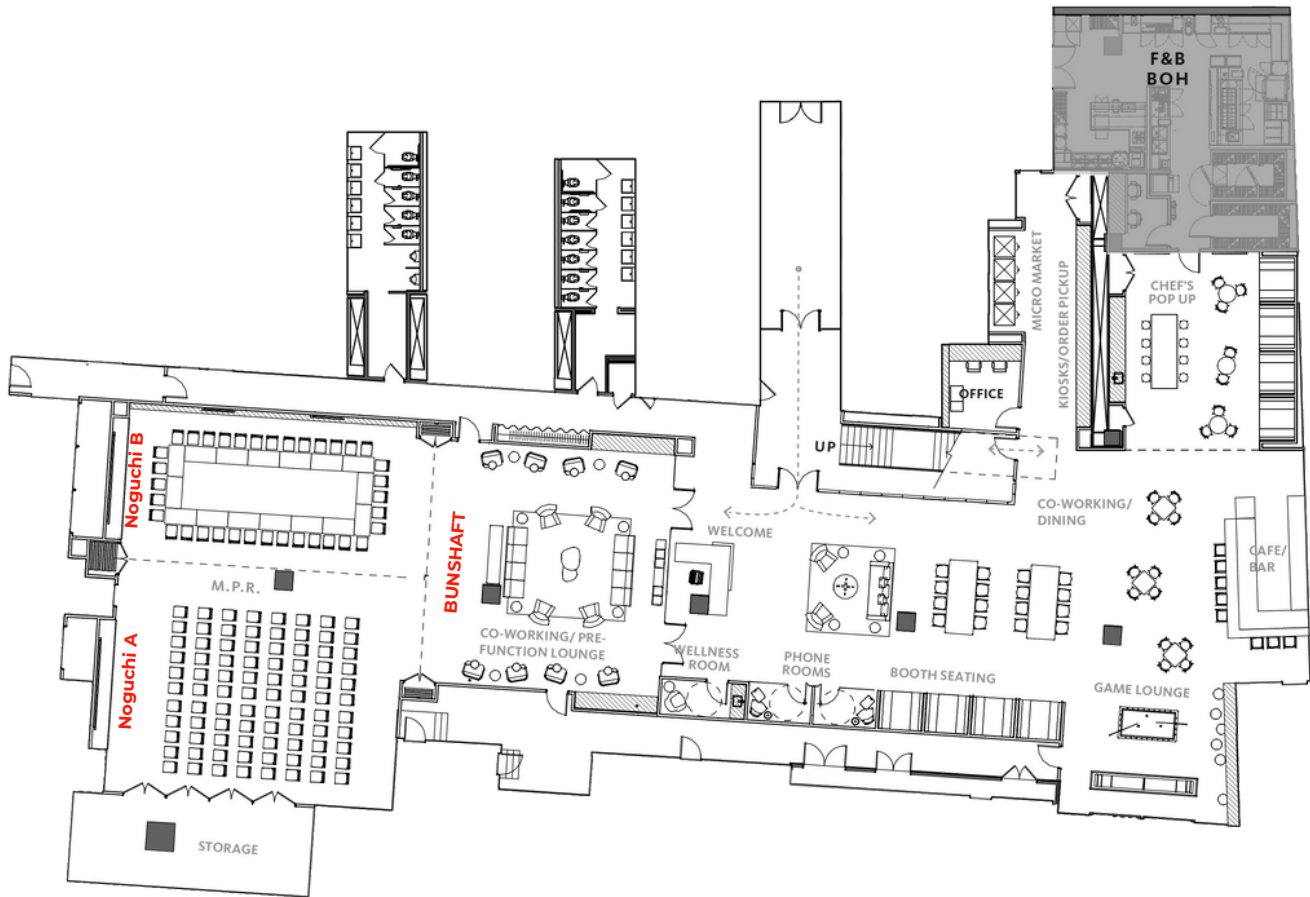 F&B
BOH
MICRO MARKET
KIOSKS/ORDER PICKUP
CHEF'S
POP UP
OFFICE
UP
Noguchi B
BUNSHAFT
WELCOME
CO-WORKING/
DINING
CAFE/
BAR
M.P.R.
Noguchi A
CO-WORKING/ PRE-
FUNCTION LOUNGE
WELLNESS
ROOM
PHONE
ROOMS
BOOTH SEATING
GAME LOUNGE
STORAGE